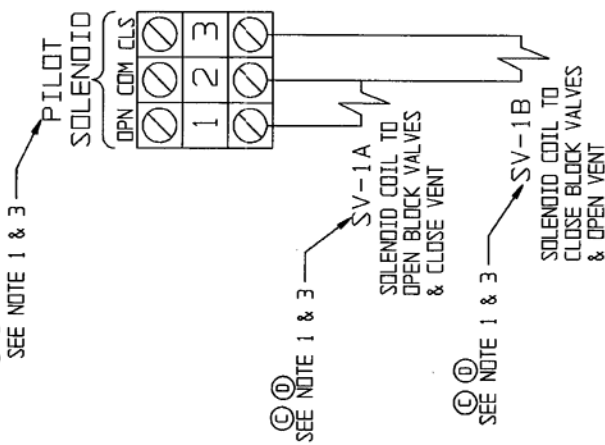 SEE NOTE 1 & 3
PILOT
SOLENOID
OPN COM CLS
1 2 3
Ⓒ Ⓓ
SEE NOTE 1 & 3
SV-1A
SOLENOID COIL TO
OPEN BLOCK VALVES
& CLOSE VENT
Ⓒ Ⓓ
SEE NOTE 1 & 3
SV-1B
SOLENOID COIL TO
CLOSE BLOCK VALVES
& OPEN VENT